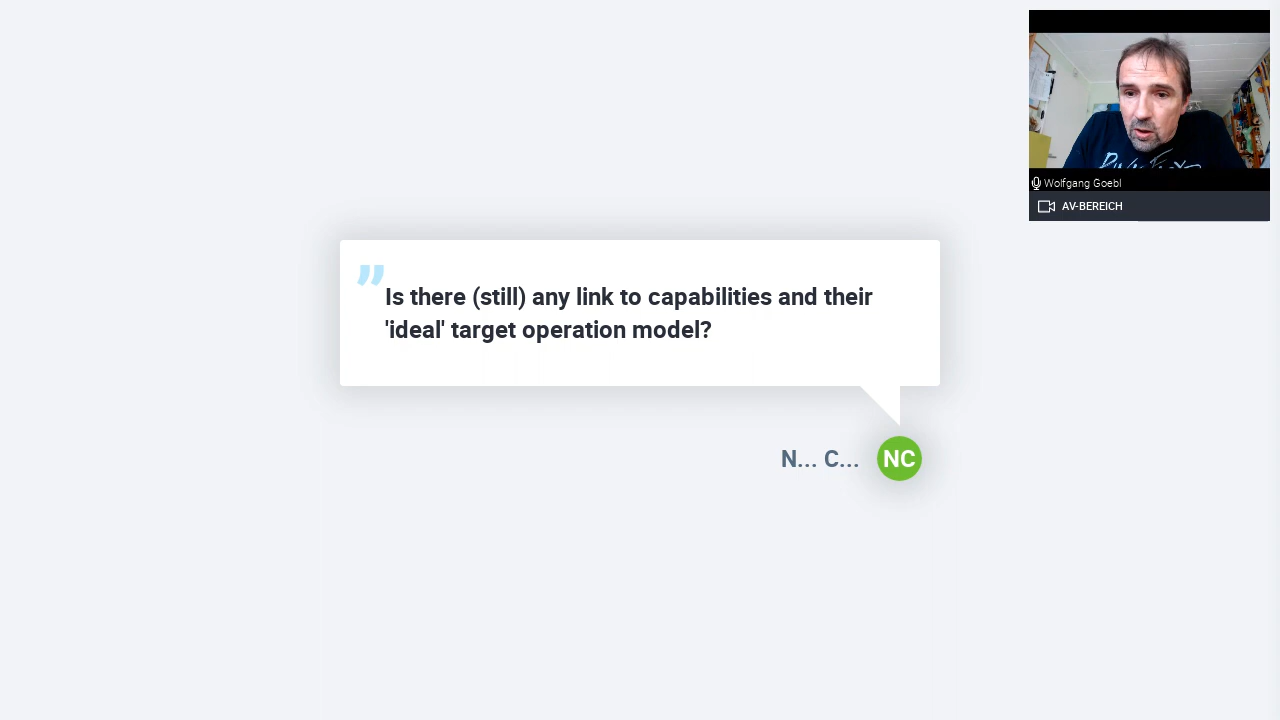 Wolfgang Goebl
AV-BEREICH
Is there (still) any link to capabilities and their
'ideal' target operation model?
N... C...
NC